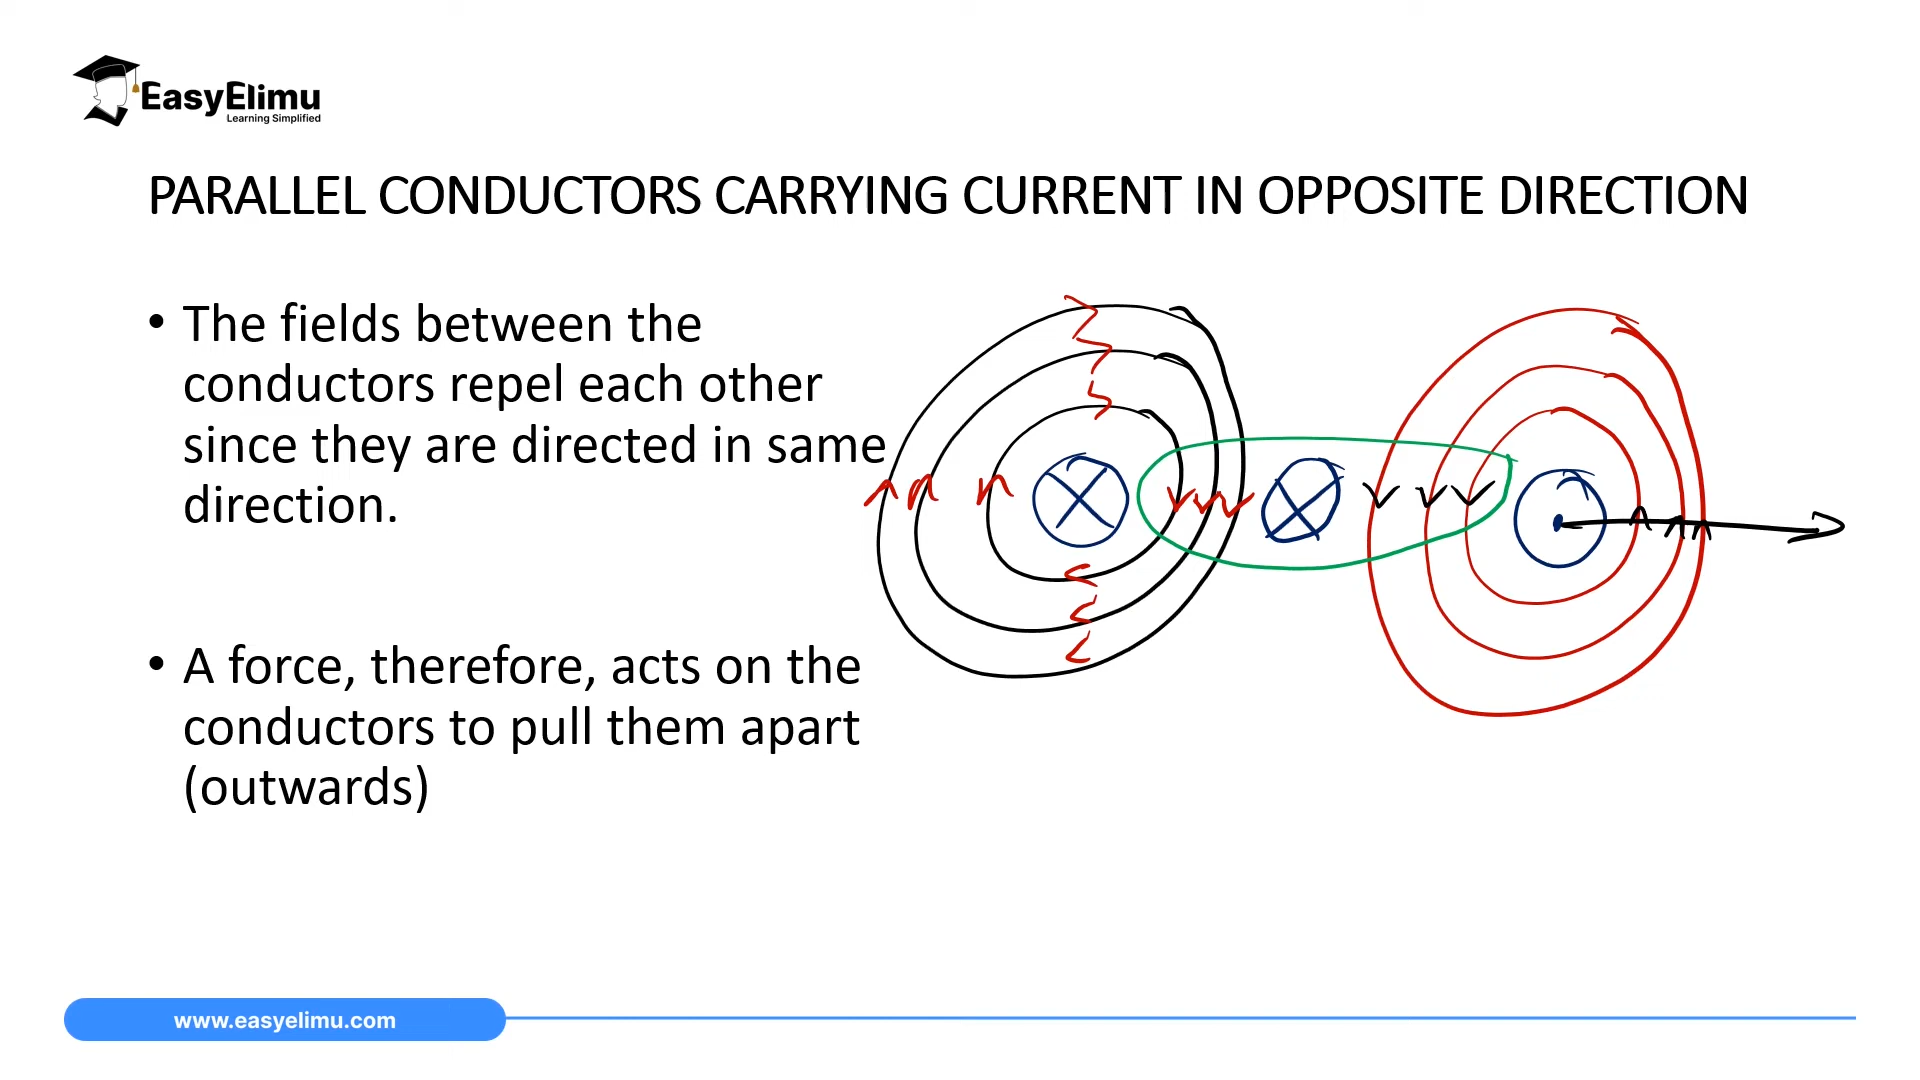 EasyElimu
Learning Simplified
PARALLEL CONDUCTORS CARRYING CURRENT IN OPPOSITE DIRECTION
• The fields between the
conductors repel each other
since they are directed in same
direction.
• A force, therefore, acts on the
conductors to pull them apart
(outwards)
www.easyelimu.com